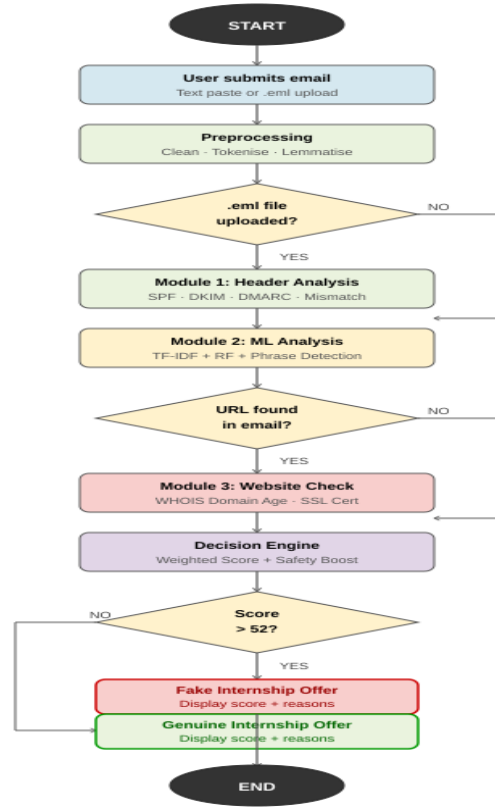 START
User submits email
Text paste or .eml upload
Preprocessing
Clean · Tokenise · Lemmatise
.eml file
uploaded?
NO
YES
Module 1: Header Analysis
SPF · DKIM · DMARC · Mismatch
Module 2: ML Analysis
TF-IDF + RF + Phrase Detection
URL found
in email?
NO
YES
Module 3: Website Check
WHOIS Domain Age · SSL Cert
Decision Engine
Weighted Score + Safety Boost
Score
> 52?
NO
YES
Fake Internship Offer
Display score + reasons
Genuine Internship Offer
Display score + reasons
END